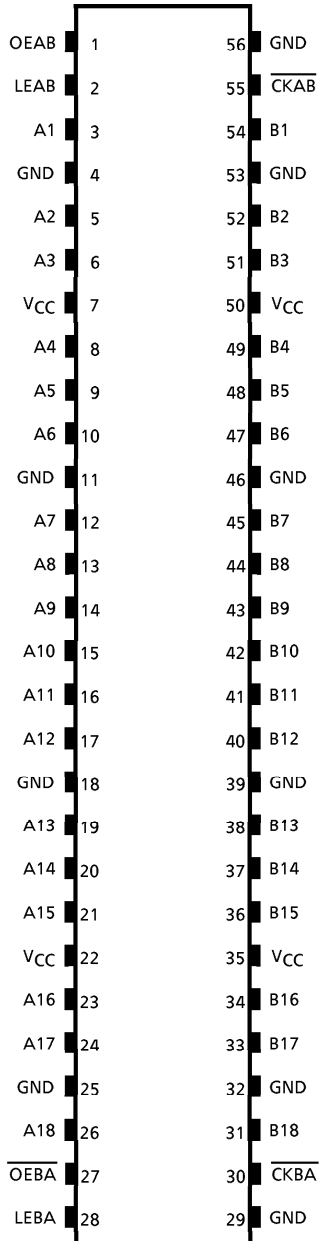 OEAB 1 56 GND
LEAB 2 55 C̅K̅A̅B̅
A1 3 54 B1
GND 4 53 GND
A2 5 52 B2
A3 6 51 B3
VCC 7 50 VCC
A4 8 49 B4
A5 9 48 B5
A6 10 47 B6
GND 11 46 GND
A7 12 45 B7
A8 13 44 B8
A9 14 43 B9
A10 15 42 B10
A11 16 41 B11
A12 17 40 B12
GND 18 39 GND
A13 19 38 B13
A14 20 37 B14
A15 21 36 B15
VCC 22 35 VCC
A16 23 34 B16
A17 24 33 B17
GND 25 32 GND
A18 26 31 B18
O̅E̅B̅A̅ 27 30 C̅K̅B̅A̅
LEBA 28 29 GND